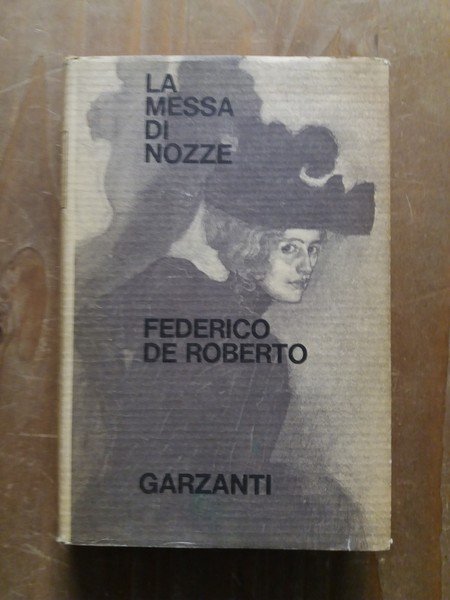 LA
MESSA
DI
NOZZE
FEDERICO
DE ROBERTO
GARZANTI